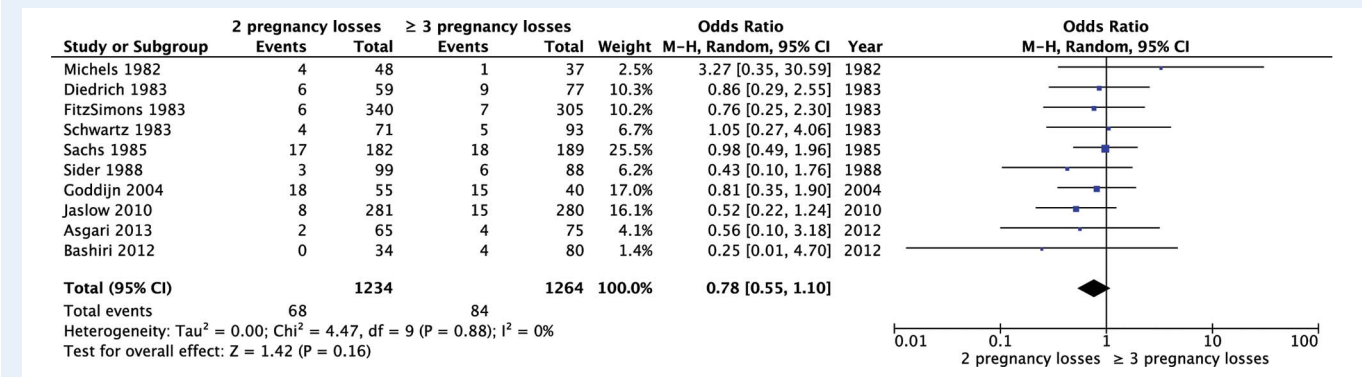 2 pregnancy losses ≥ 3 pregnancy losses Odds Ratio Odds Ratio
Study or Subgroup Events Total Events Total Weight M-H, Random, 95% CI Year M-H, Random, 95% CI
Michels 1982 4 48 1 37 2.5% 3.27 [0.35, 30.59] 1982
Diedrich 1983 6 59 9 77 10.3% 0.86 [0.29, 2.55] 1983
FitzSimons 1983 6 340 7 305 10.2% 0.76 [0.25, 2.30] 1983
Schwartz 1983 4 71 5 93 6.7% 1.05 [0.27, 4.06] 1983
Sachs 1985 17 182 18 189 25.5% 0.98 [0.49, 1.96] 1985
Sider 1988 3 99 6 88 6.2% 0.43 [0.10, 1.76] 1988
Goddijn 2004 18 55 15 40 17.0% 0.81 [0.35, 1.90] 2004
Jaslow 2010 8 281 15 280 16.1% 0.52 [0.22, 1.24] 2010
Asgari 2013 2 65 4 75 4.1% 0.56 [0.10, 3.18] 2012
Bashiri 2012 0 34 4 80 1.4% 0.25 [0.01, 4.70] 2012
Total (95% CI) 1234 1264 100.0% 0.78 [0.55, 1.10]
Total events 68 84
Heterogeneity: Tau² = 0.00; Chi² = 4.47, df = 9 (P = 0.88); I² = 0%
Test for overall effect: Z = 1.42 (P = 0.16)
0.01 0.1 1 10 100
2 pregnancy losses ≥ 3 pregnancy losses